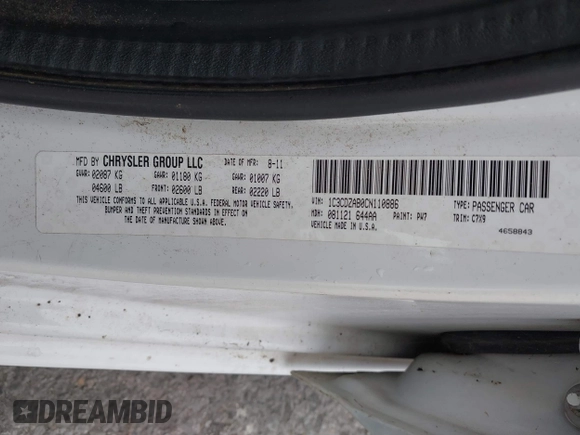 MFD BY CHRYSLER GROUP LLC DATE OF MFR 8-11
GVWR: 02087 KG GAWR: 01180 KG GAWR: 01007 KG
04600 LB FRONT: 02600 LB REAR: 02220 LB
THIS CONFORMS TO ALL APPLICABLE U.S.A. FEDERAL MOTOR VEHICLE SAFETY,
BUMPER AND THEFT PREVENTION STANDARDS IN EFFECT ON THE
DATE OF MANUFACTURE SHOWN ABOVE.
VIN: 1C3CDZAB0CN110886 TYPE: PASSENGER CAR
MDH: 081121 644AA PAINT: PW7 TRIM: C7X9
VEHICLE MADE IN U.S.A. 4658843
DREAMBID